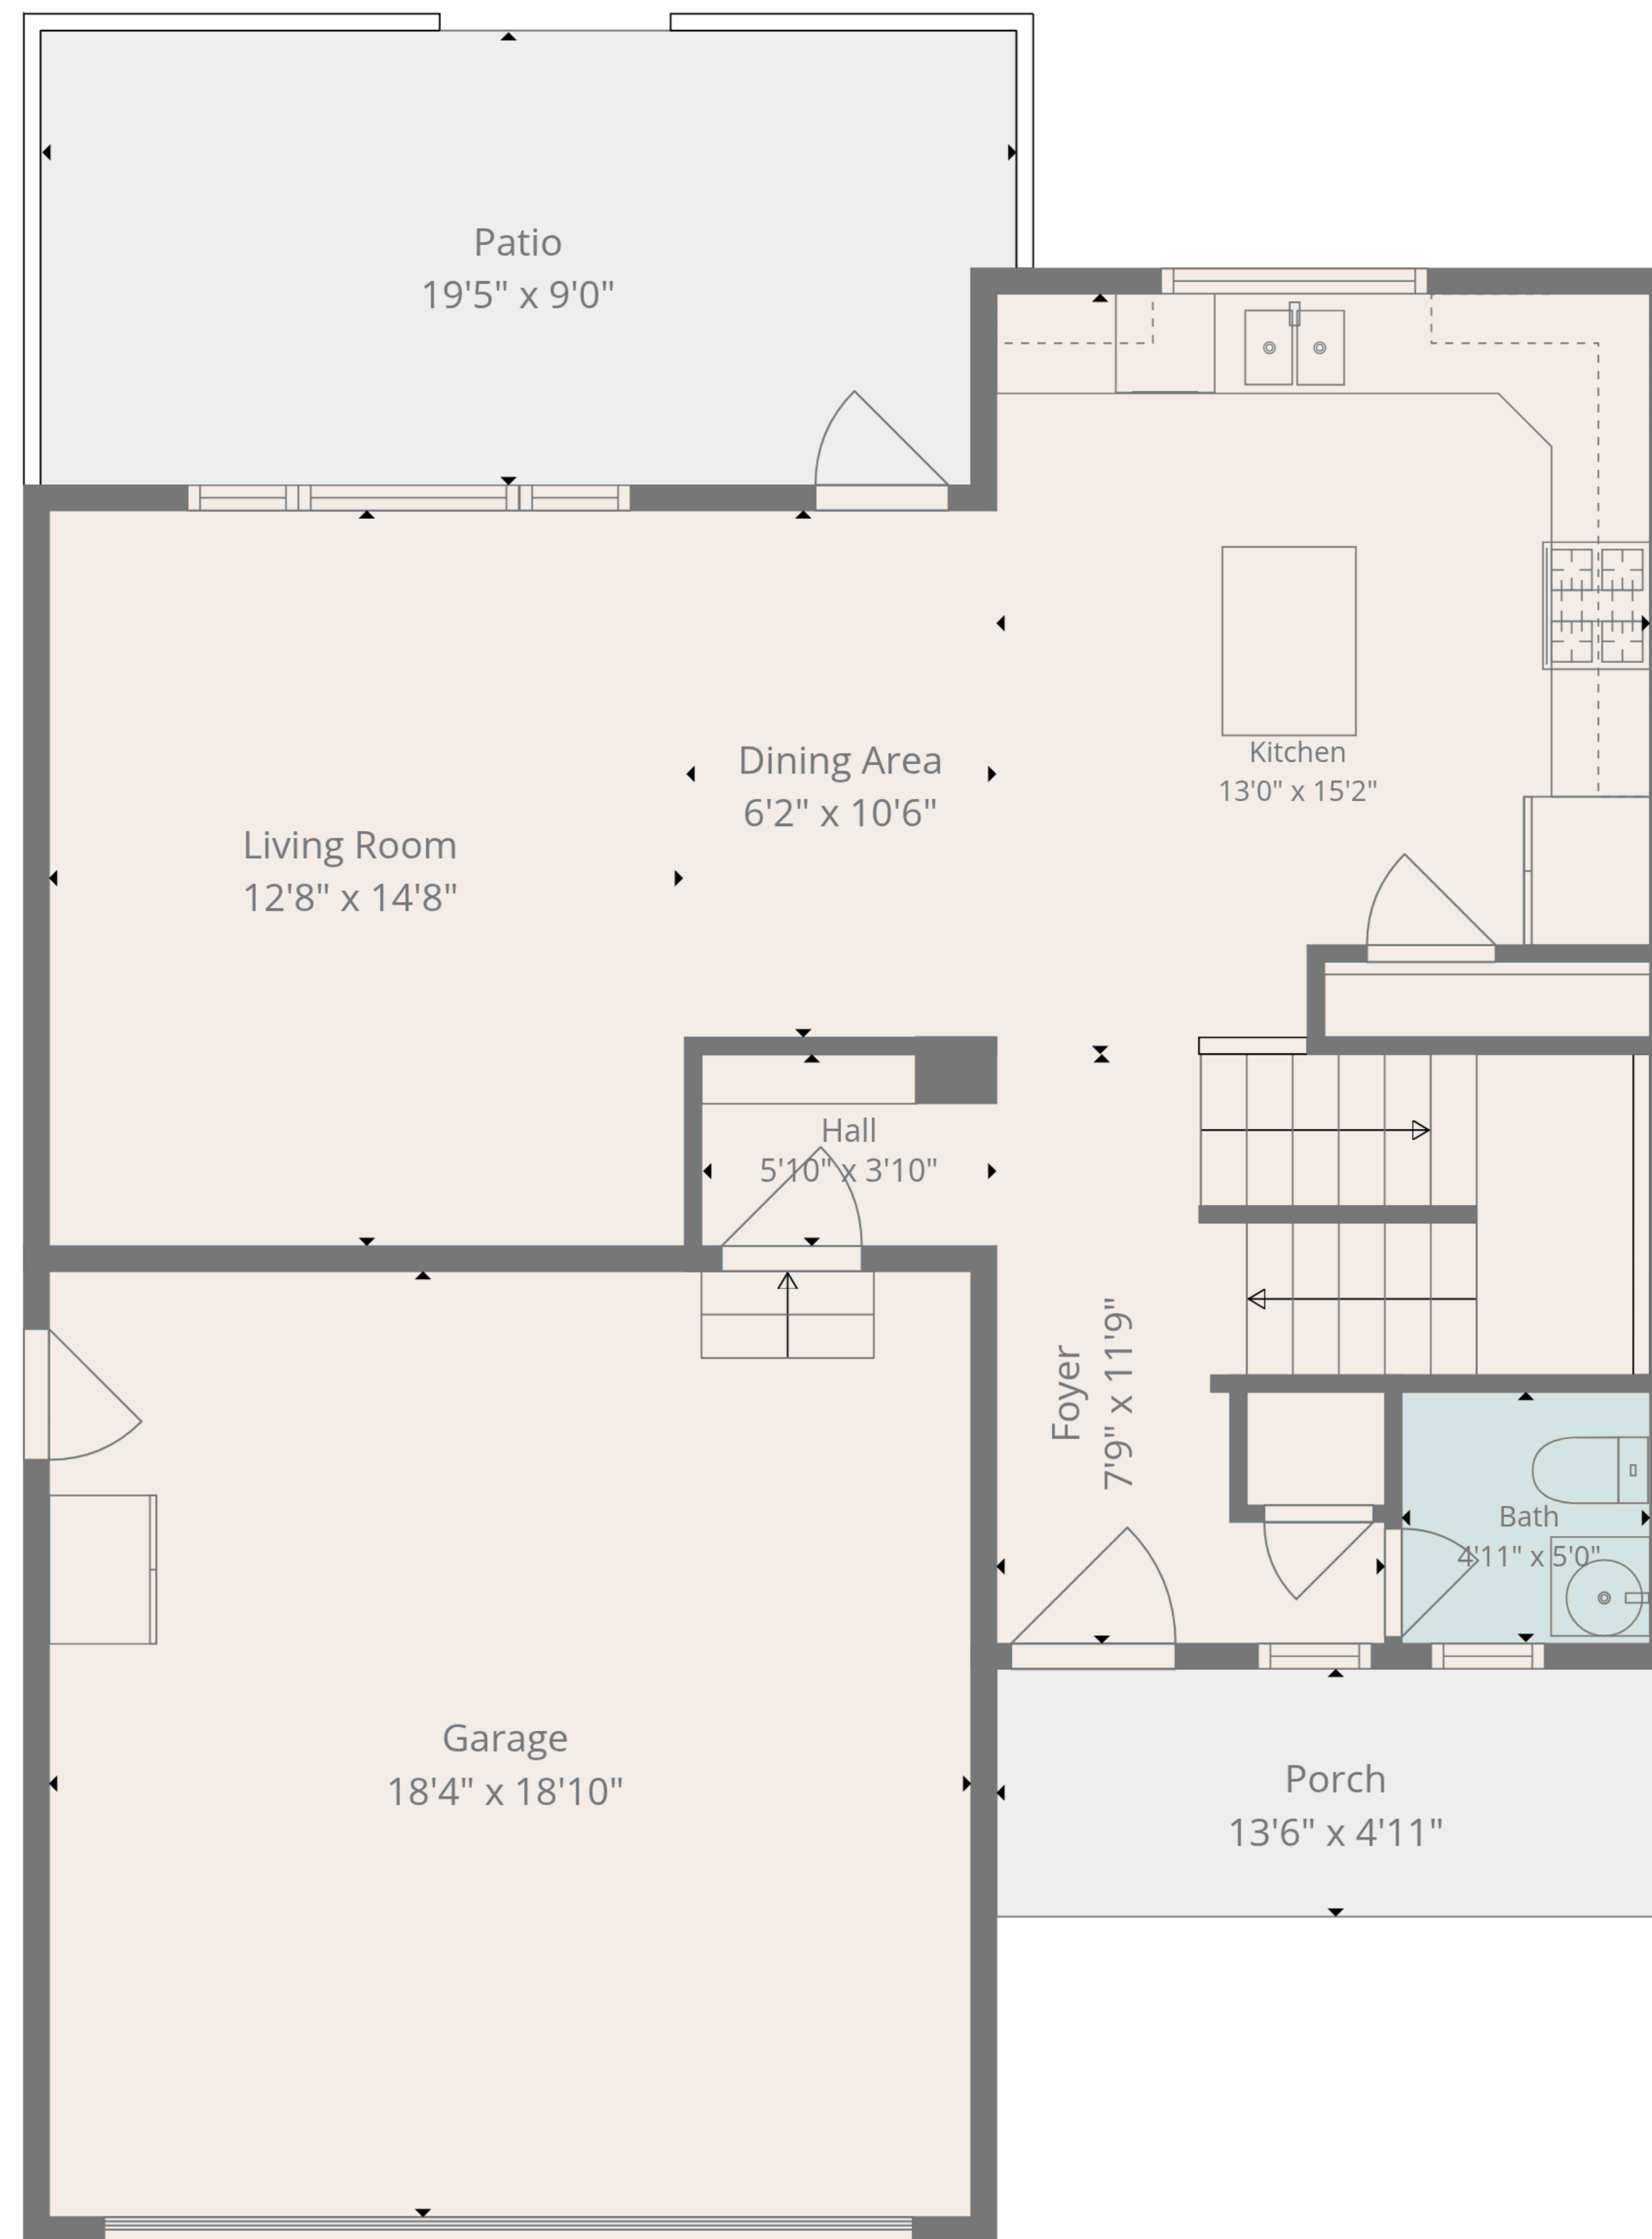 Patio
19'5" x 9'0"
Dining Area
6'2" x 10'6"
Kitchen
13'0" x 15'2"
Living Room
12'8" x 14'8"
Hall
5'10" x 3'10"
Foyer
7'9" x 11'9"
Bath
4'11" x 5'0"
Garage
18'4" x 18'10"
Porch
13'6" x 4'11"